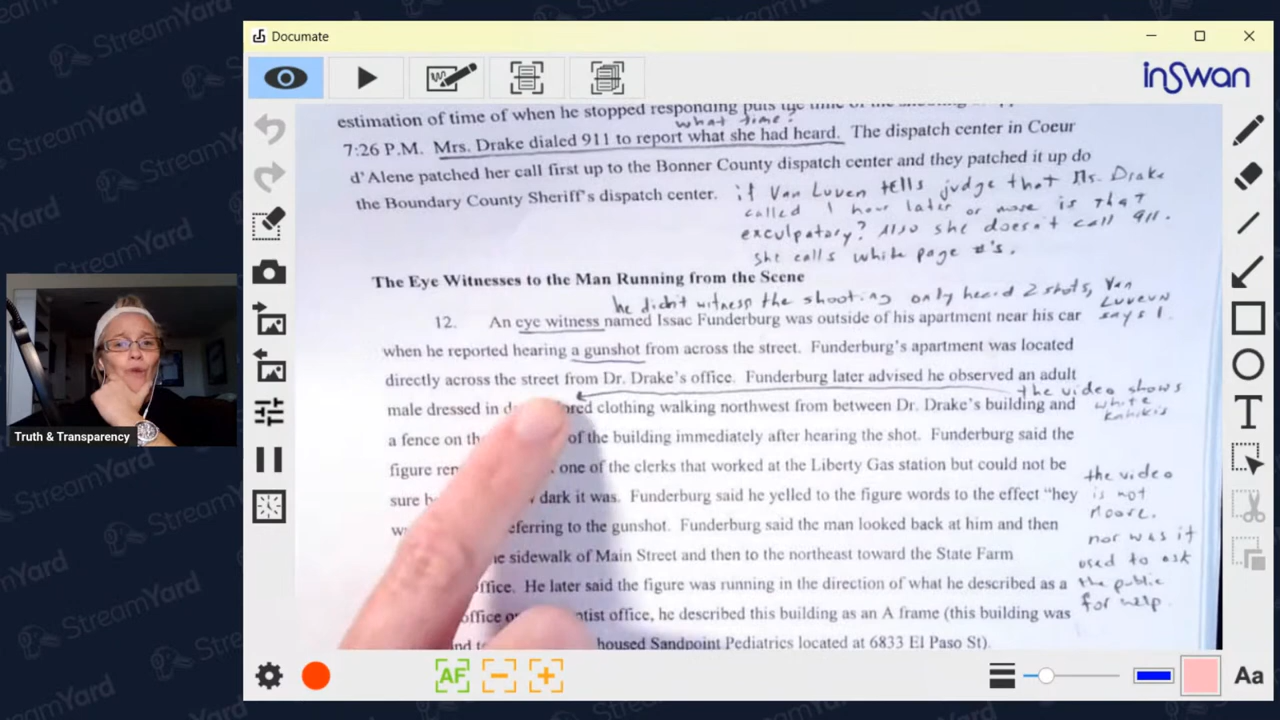 StreamYard
Documate
inSwan
estimation of time of when he stopped responding puts the time of the
what time?
7:26 P.M. Mrs. Drake dialed 911 to report what she had heard. The dispatch center in Coeur
d'Alene patched her call first up to the Bonner County dispatch center and they patched it up do
the Boundary County Sheriff's dispatch center.
if Van Luven tells judge that Ms. Drake
called 1 hour later or more is that
exculpatory? Also she doesn't call 911.
she calls white page #'s.
The Eye Witnesses to the Man Running from the Scene
he didn't witness the shooting only heard 2 shots, Van
says 1.
12. An eye witness named Issac Funderburg was outside of his apartment near his car
when he reported hearing a gunshot from across the street. Funderburg's apartment was located
directly across the street from Dr. Drake's office. Funderburg later advised he observed an adult
the video shows
white
male dressed in clothing walking northwest from between Dr. Drake's building and
a fence on of the building immediately after hearing the shot. Funderburg said the
figure one of the clerks that worked at the Liberty Gas station but could not be
the video
is not
Moore.
sure dark it was. Funderburg said he yelled to the figure words to the effect "hey
referring to the gunshot. Funderburg said the man looked back at him and then
nor was it
used to ask
the public
for help.
sidewalk of Main Street and then to the northeast toward the State Farm
office. He later said the figure was running in the direction of what he described as a
office dentist office, he described this building as an A frame (this building was
housed Sandpoint Pediatrics located at 6833 El Paso St).
Truth & Transparency
AF
T
Aa